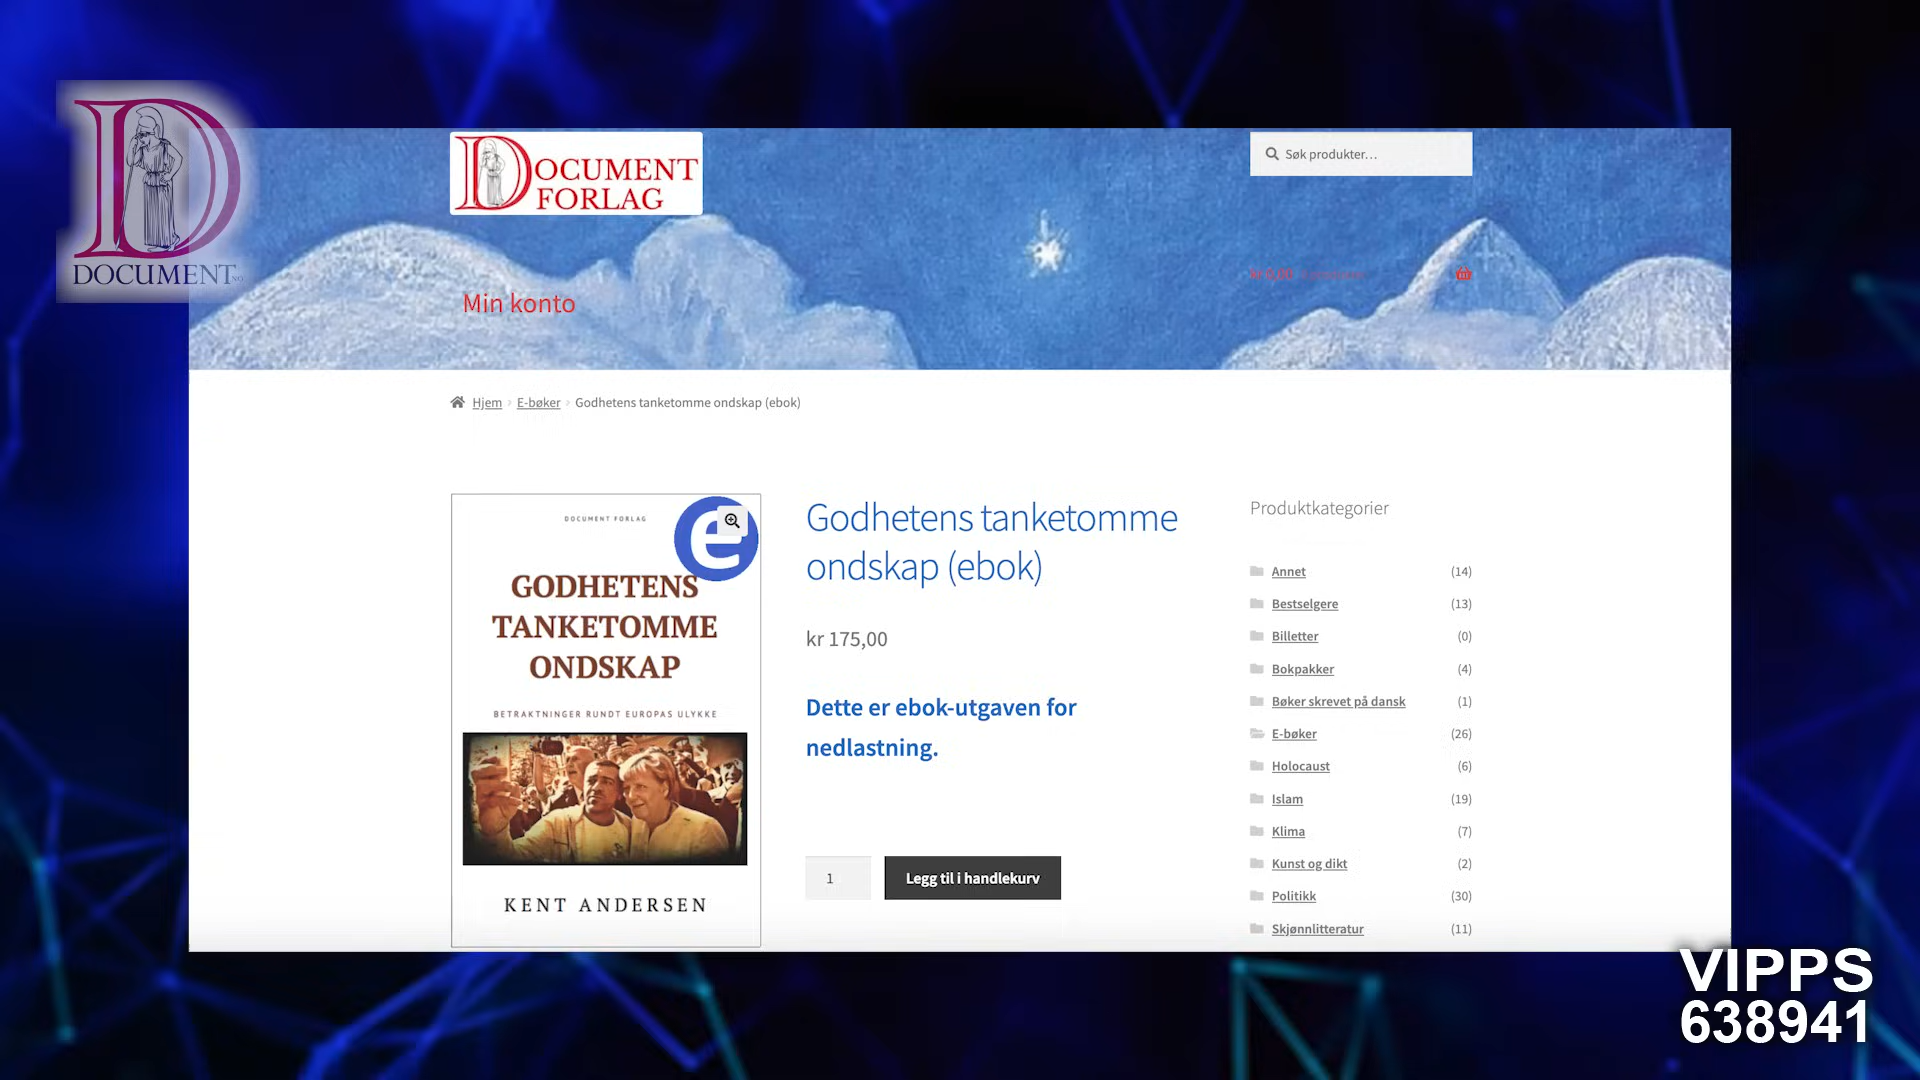 DOCUMENT
DOCUMENT
FORLAG
Søk produkter…
kr 0,00
Min konto
Hjem
E-bøker
Godhetens tanketomme ondskap (ebok)
DOCUMENT FORLAG
e
GODHETENS
TANKETOMME
ONDSKAP
BETRAKTNINGER RUNDT EUROPAS ULYKKE
KENT ANDERSEN
Godhetens tanketomme
ondskap (ebok)
kr 175,00
Dette er ebok-utgaven for
nedlastning.
1
Legg til i handlekurv
Produktkategorier
Annet (14)
Bestselgere (13)
Billetter (0)
Bokpakker (4)
Bøker skrevet på dansk (1)
E-bøker (26)
Holocaust (6)
Islam (19)
Klima (7)
Kunst og dikt (2)
Politikk (30)
Skjønnlitteratur (11)
VIPPS
638941